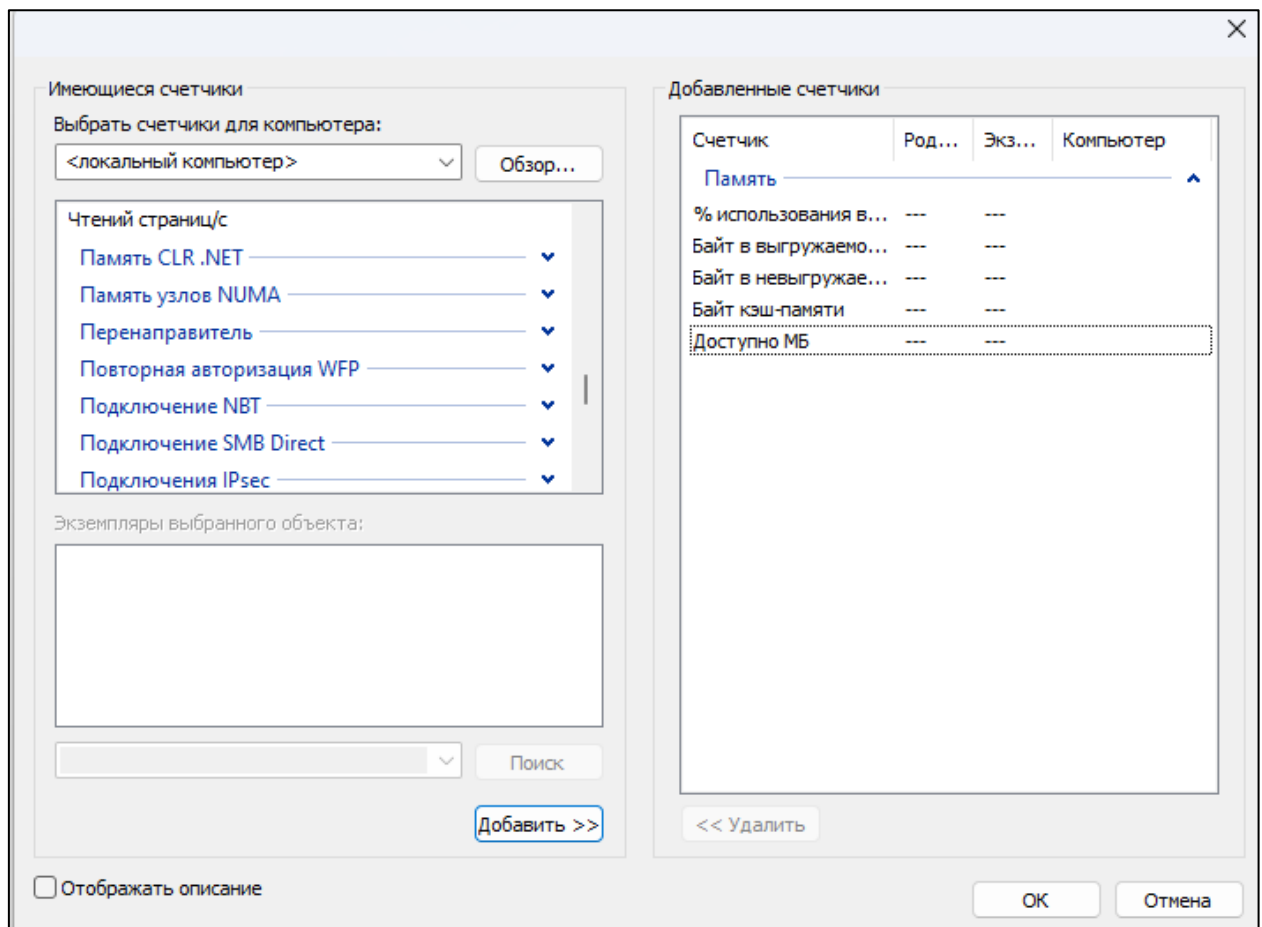 Имеющиеся счетчики
Выбрать счетчики для компьютера:
<локальный компьютер>
Обзор...
Чтений страниц/с
Память CLR .NET
Память узлов NUMA
Перенаправитель
Повторная авторизация WFP
Подключение NBT
Подключение SMB Direct
Подключения IPsec
Экземпляры выбранного объекта:
Поиск
Добавить >>
Добавленные счетчики
Счетчик Род... Экз... Компьютер
Память
% использования в... --- ---
Байт в выгружаемо... --- ---
Байт в невыгружае... --- ---
Байт кэш-памяти --- ---
Доступно МБ --- ---
<< Удалить
Отображать описание
ОК
Отмена